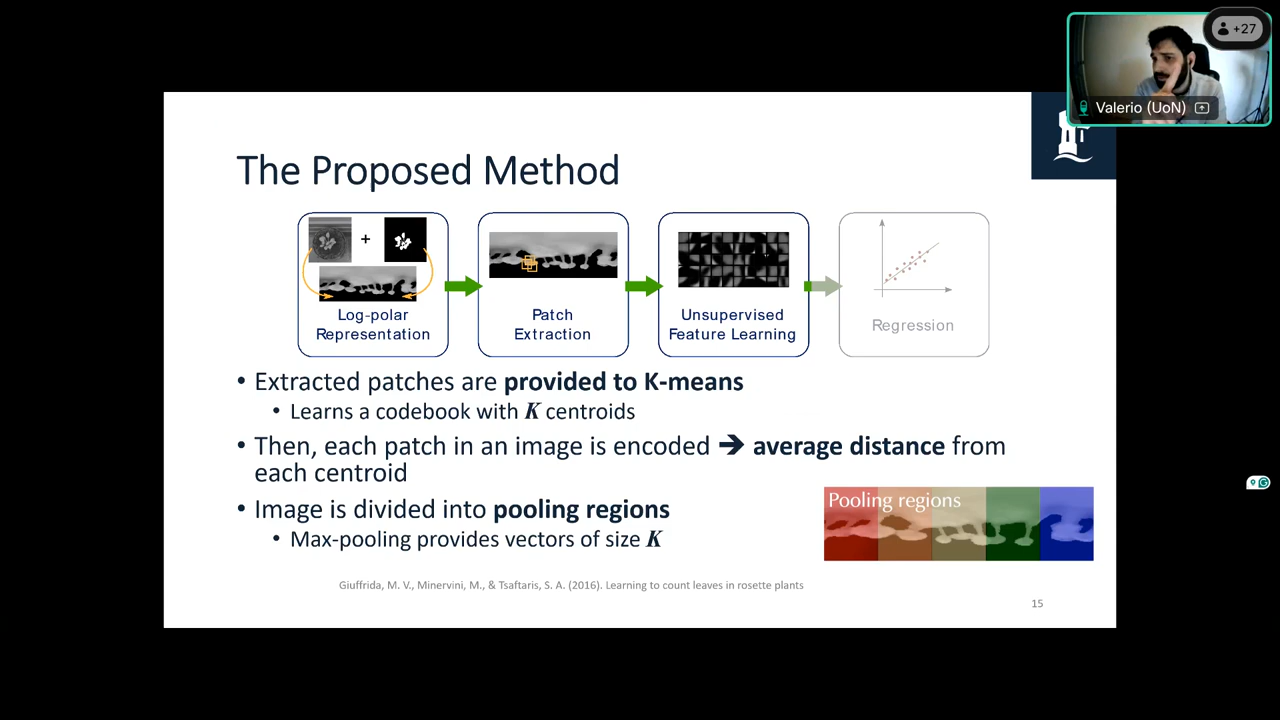 +27
Valerio (UoN)
The Proposed Method
+
Log-polar
Representation
Patch
Extraction
Unsupervised
Feature Learning
Regression
• Extracted patches are provided to K-means
• Learns a codebook with K centroids
• Then, each patch in an image is encoded ➔ average distance from
each centroid
• Image is divided into pooling regions
• Max-pooling provides vectors of size K
Pooling regions
Giuffrida, M. V., Minervini, M., & Tsaftaris, S. A. (2016). Learning to count leaves in rosette plants
15